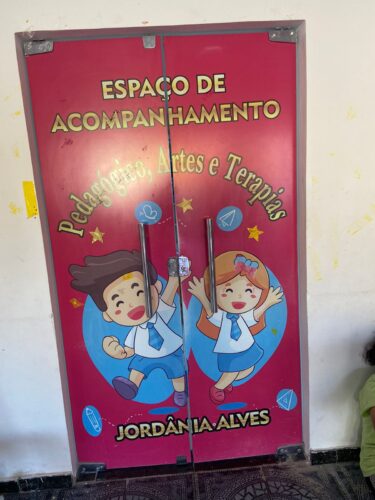 ESPAÇO DE
ACOMPANHAMENTO
Pedagógico, Artes e Terapias
JORDÂNIA ALVES